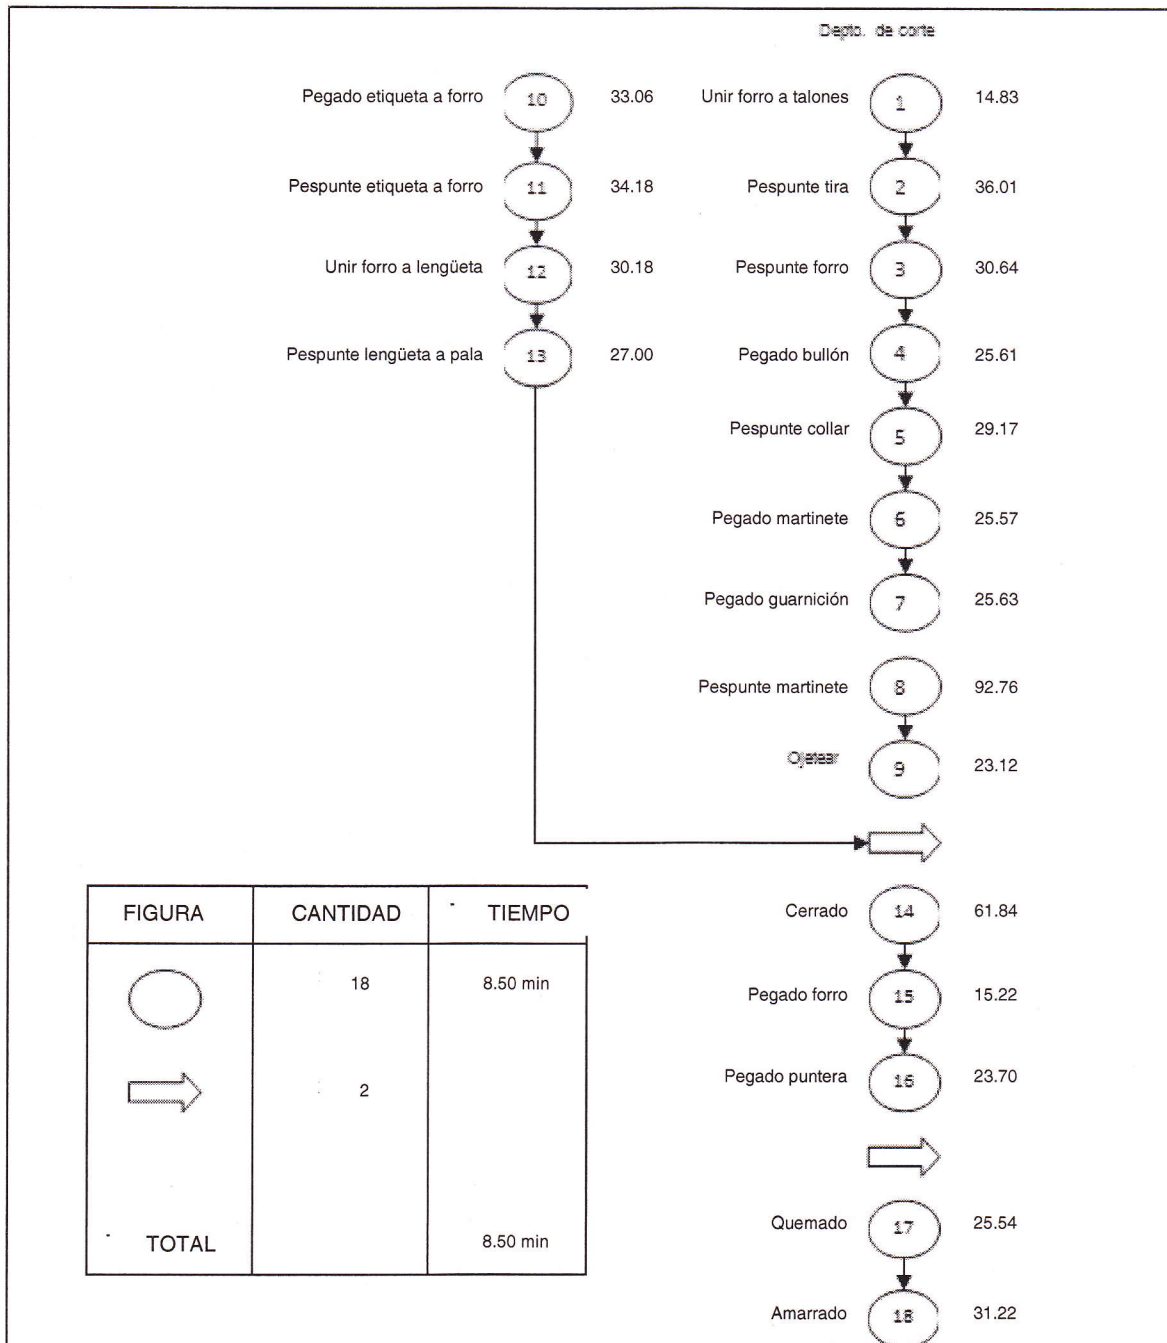 Depto. de corte
Pegado etiqueta a forro 10 33.06
Pespunte etiqueta a forro 11 34.18
Unir forro a lengüeta 12 30.18
Pespunte lengüeta a pala 13 27.00
Unir forro a talones 1 14.83
Pespunte tira 2 36.01
Pespunte forro 3 30.64
Pegado bullón 4 25.61
Pespunte collar 5 29.17
Pegado martinete 6 25.57
Pegado guarnición 7 25.63
Pespunte martinete 8 92.76
Ojetear 9 23.12
Cerrado 14 61.84
Pegado forro 15 15.22
Pegado puntera 16 23.70
Quemado 17 25.54
Amarrado 18 31.22
FIGURA CANTIDAD TIEMPO
18 8.50 min
2
TOTAL 8.50 min